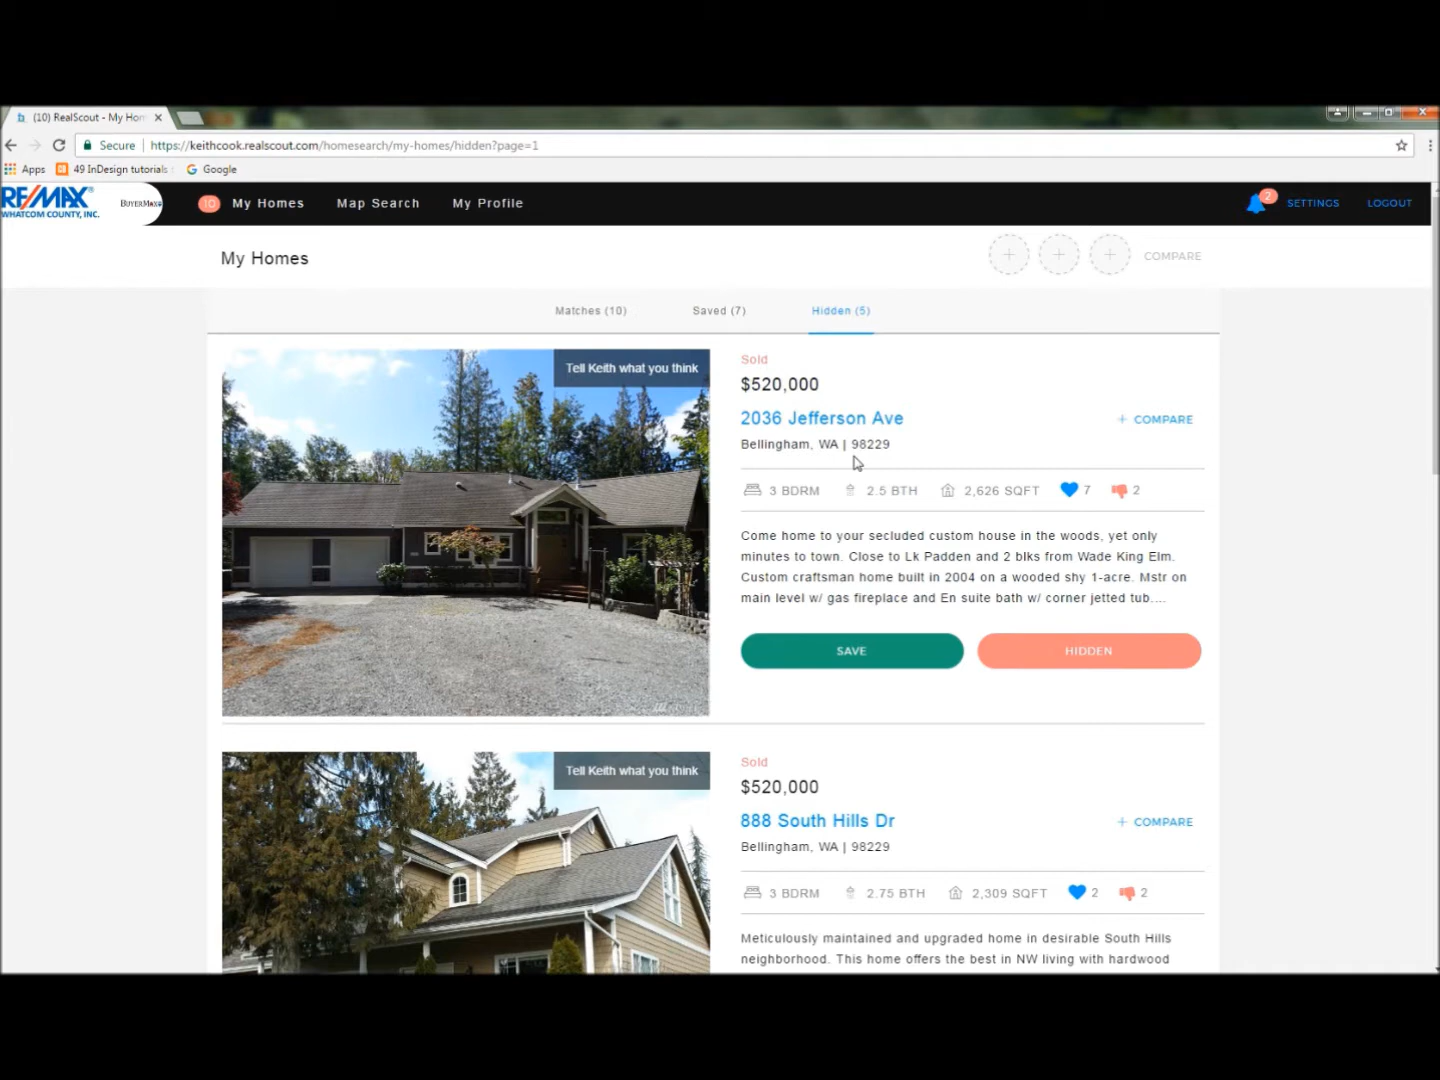 (10) RealScout - My Hom
Secure
https://keithcook.realscout.com/homesearch/my-homes/hidden?page=1
Apps
49 InDesign tutorials
Google
RE/MAX
WHATCOM COUNTY, INC.
BUYERMAX
10
My Homes
Map Search
My Profile
2
SETTINGS
LOGOUT
My Homes
COMPARE
Matches (10)
Saved (7)
Hidden (5)
Tell Keith what you think
Sold
$520,000
2036 Jefferson Ave
+ COMPARE
Bellingham, WA | 98229
3 BDRM
2.5 BTH
2,626 SQFT
7
2
Come home to your secluded custom house in the woods, yet only
minutes to town. Close to Lk Padden and 2 blks from Wade King Elm.
Custom craftsman home built in 2004 on a wooded shy 1-acre. Mstr on
main level w/ gas fireplace and En suite bath w/ corner jetted tub....
SAVE
HIDDEN
Tell Keith what you think
Sold
$520,000
888 South Hills Dr
+ COMPARE
Bellingham, WA | 98229
3 BDRM
2.75 BTH
2,309 SQFT
2
2
Meticulously maintained and upgraded home in desirable South Hills
neighborhood. This home offers the best in NW living with hardwood